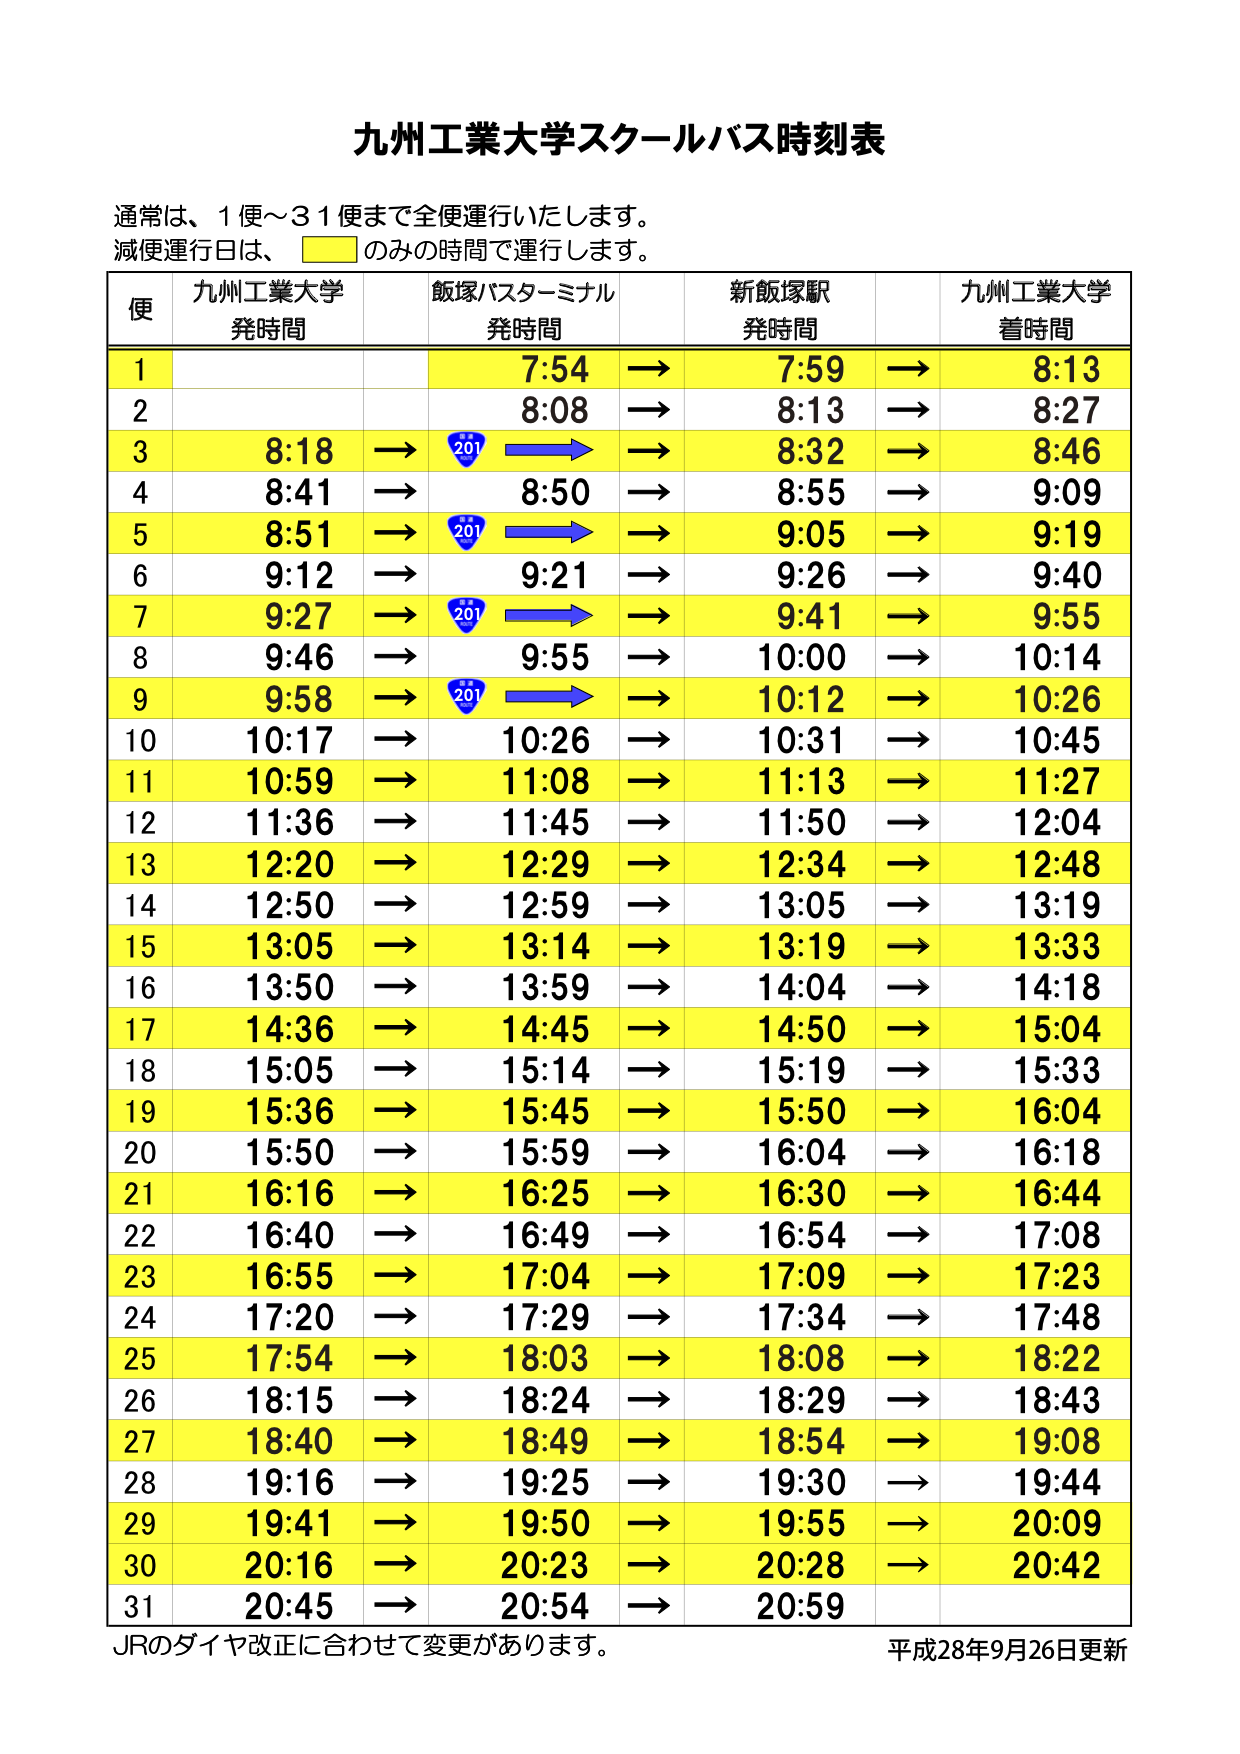 九州工業大学スクールバス時刻表
通常は、１便～３１便まで全便運行いたします。
減便運行日は、 のみの時間で運行します。
便 九州工業大学 発時間 飯塚バスターミナル 発時間 新飯塚駅 発時間 九州工業大学 着時間
1 7:54 → 7:59 → 8:13
2 8:08 → 8:13 → 8:27
3 8:18 → 201 → 8:32 → 8:46
4 8:41 → 8:50 → 8:55 → 9:09
5 8:51 → 201 → 9:05 → 9:19
6 9:12 → 9:21 → 9:26 → 9:40
7 9:27 → 201 → 9:41 → 9:55
8 9:46 → 9:55 → 10:00 → 10:14
9 9:58 → 201 → 10:12 → 10:26
10 10:17 → 10:26 → 10:31 → 10:45
11 10:59 → 11:08 → 11:13 → 11:27
12 11:36 → 11:45 → 11:50 → 12:04
13 12:20 → 12:29 → 12:34 → 12:48
14 12:50 → 12:59 → 13:05 → 13:19
15 13:05 → 13:14 → 13:19 → 13:33
16 13:50 → 13:59 → 14:04 → 14:18
17 14:36 → 14:45 → 14:50 → 15:04
18 15:05 → 15:14 → 15:19 → 15:33
19 15:36 → 15:45 → 15:50 → 16:04
20 15:50 → 15:59 → 16:04 → 16:18
21 16:16 → 16:25 → 16:30 → 16:44
22 16:40 → 16:49 → 16:54 → 17:08
23 16:55 → 17:04 → 17:09 → 17:23
24 17:20 → 17:29 → 17:34 → 17:48
25 17:54 → 18:03 → 18:08 → 18:22
26 18:15 → 18:24 → 18:29 → 18:43
27 18:40 → 18:49 → 18:54 → 19:08
28 19:16 → 19:25 → 19:30 → 19:44
29 19:41 → 19:50 → 19:55 → 20:09
30 20:16 → 20:23 → 20:28 → 20:42
31 20:45 → 20:54 → 20:59
JRのダイヤ改正に合わせて変更があります。 平成28年9月26日更新